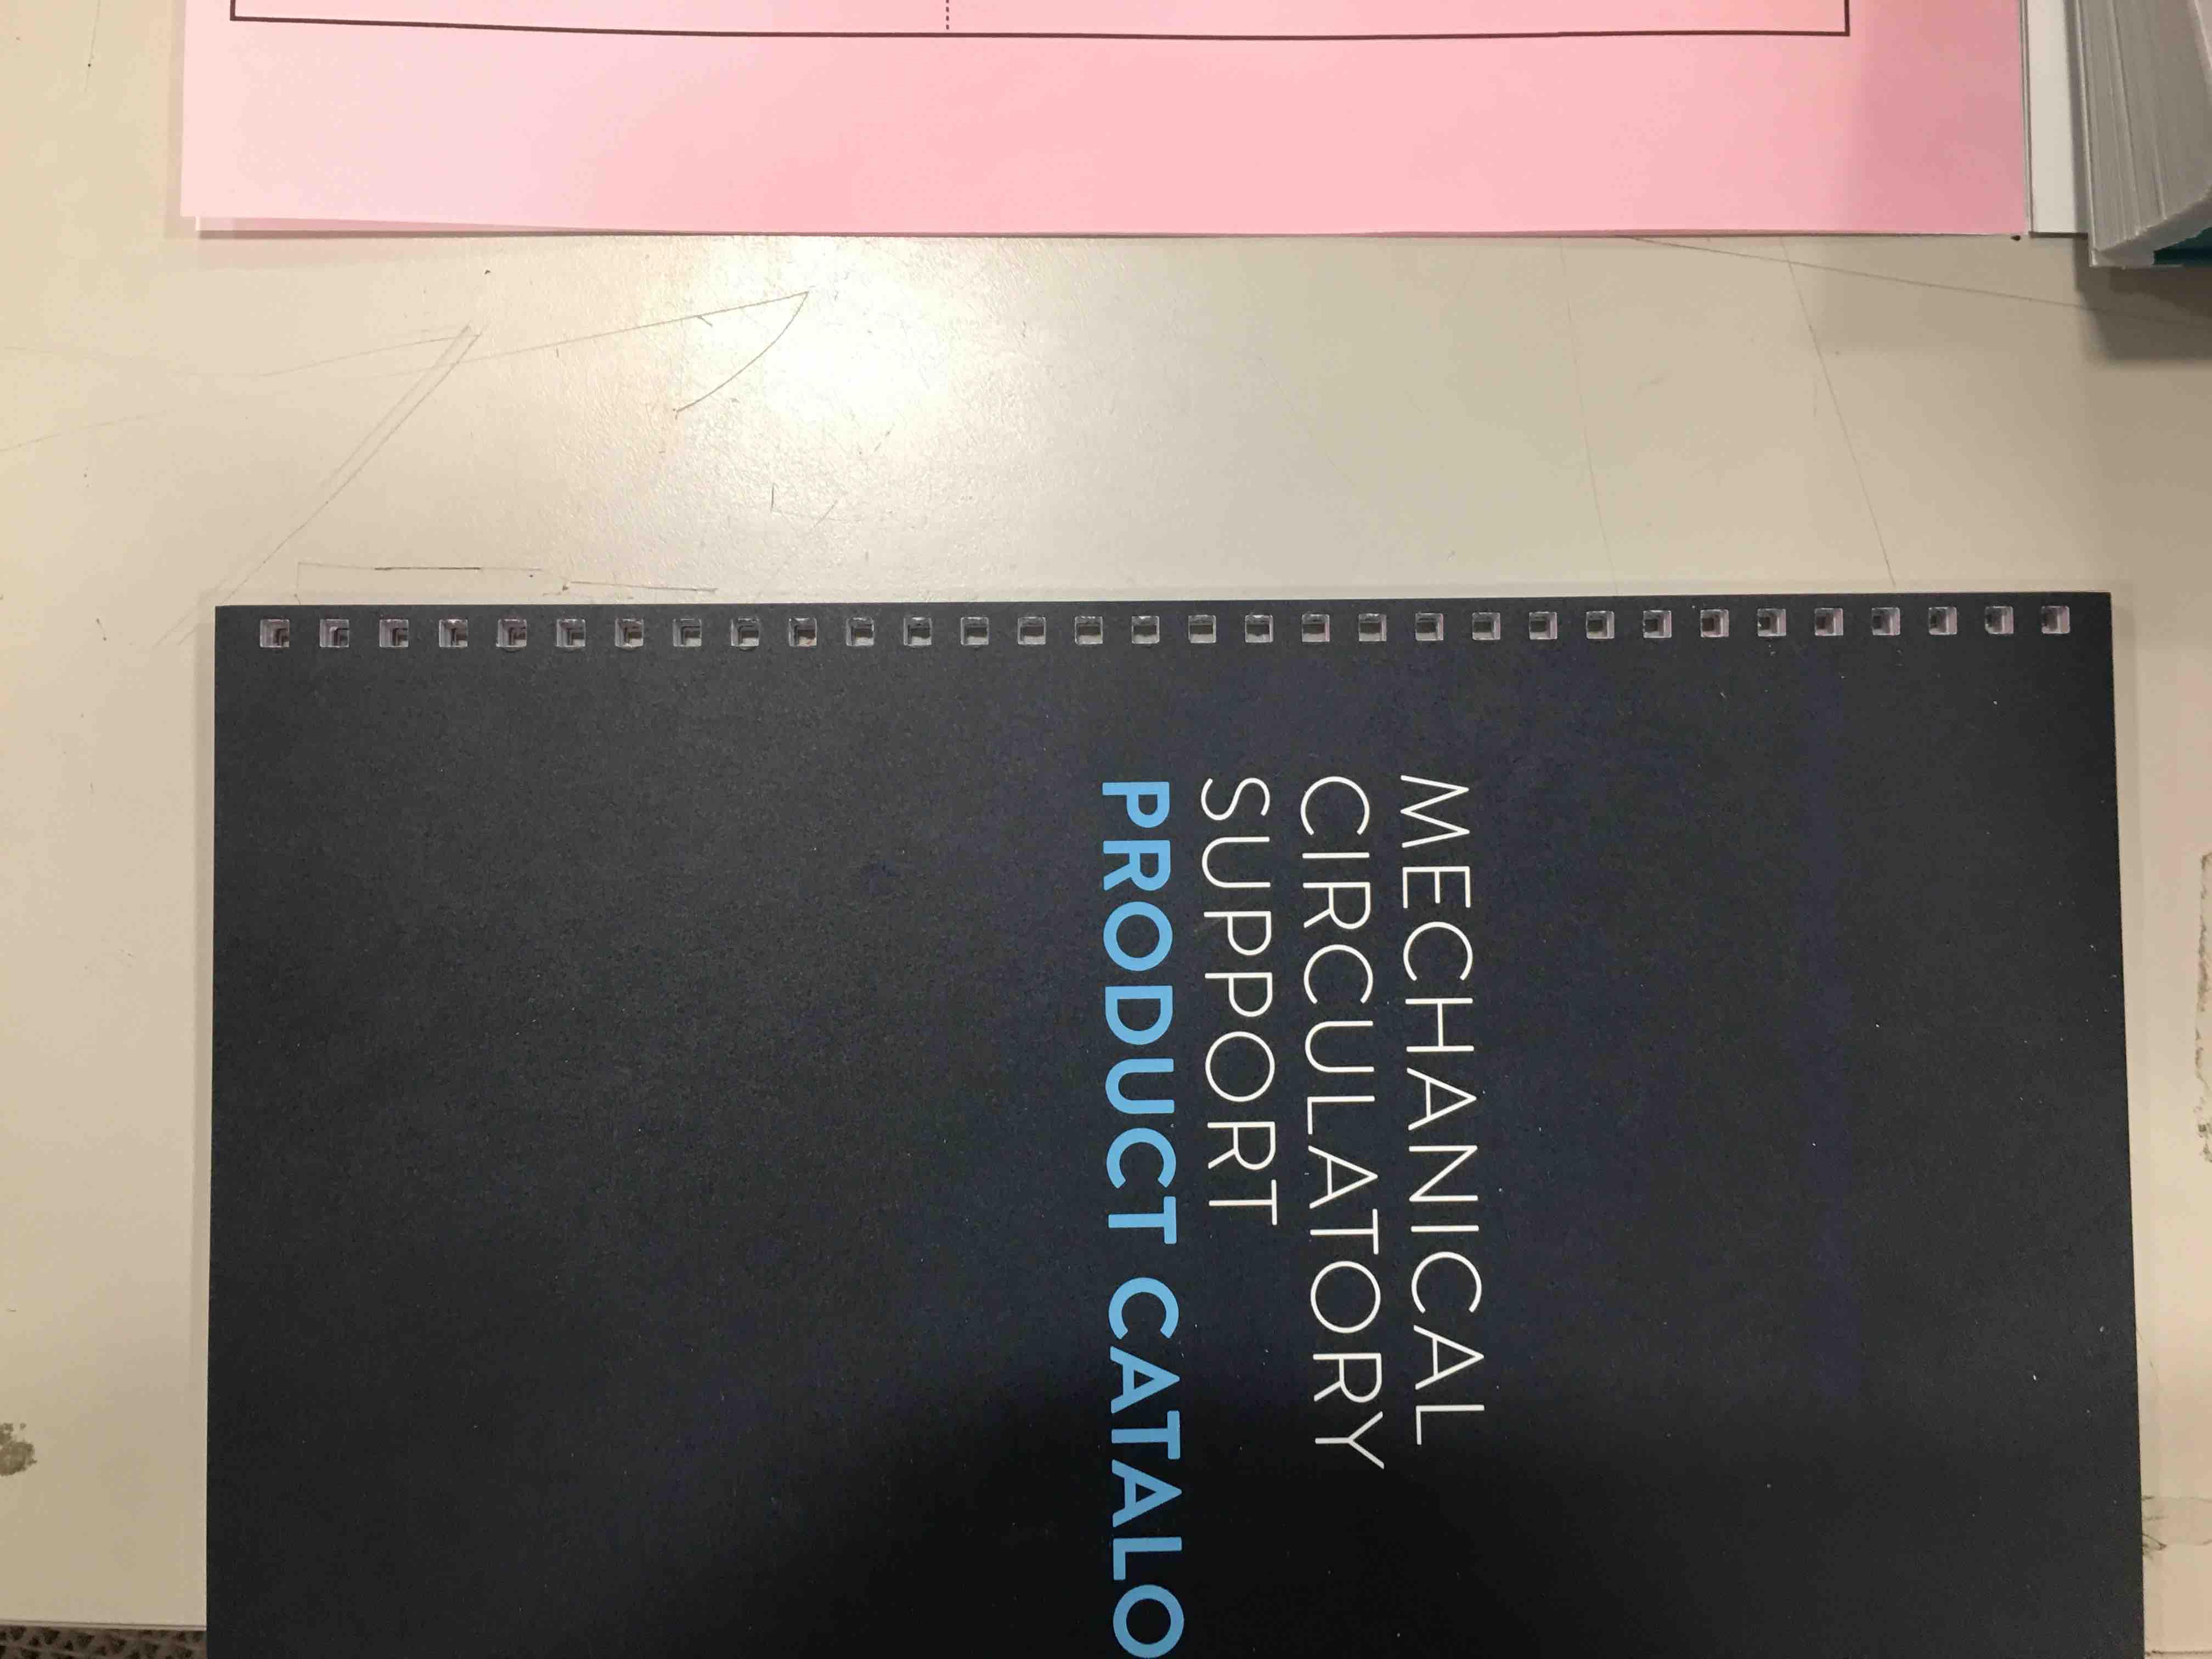 MECHANICAL
CIRCULATORY
SUPPORT
PRODUCT CATALO